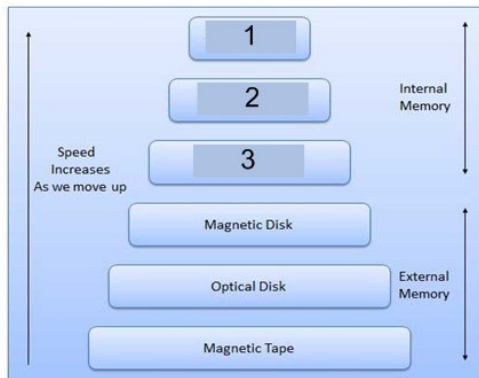 1
2
3
Internal
Memory
Speed
Increases
As we move up
Magnetic Disk
Optical Disk
External
Memory
Magnetic Tape